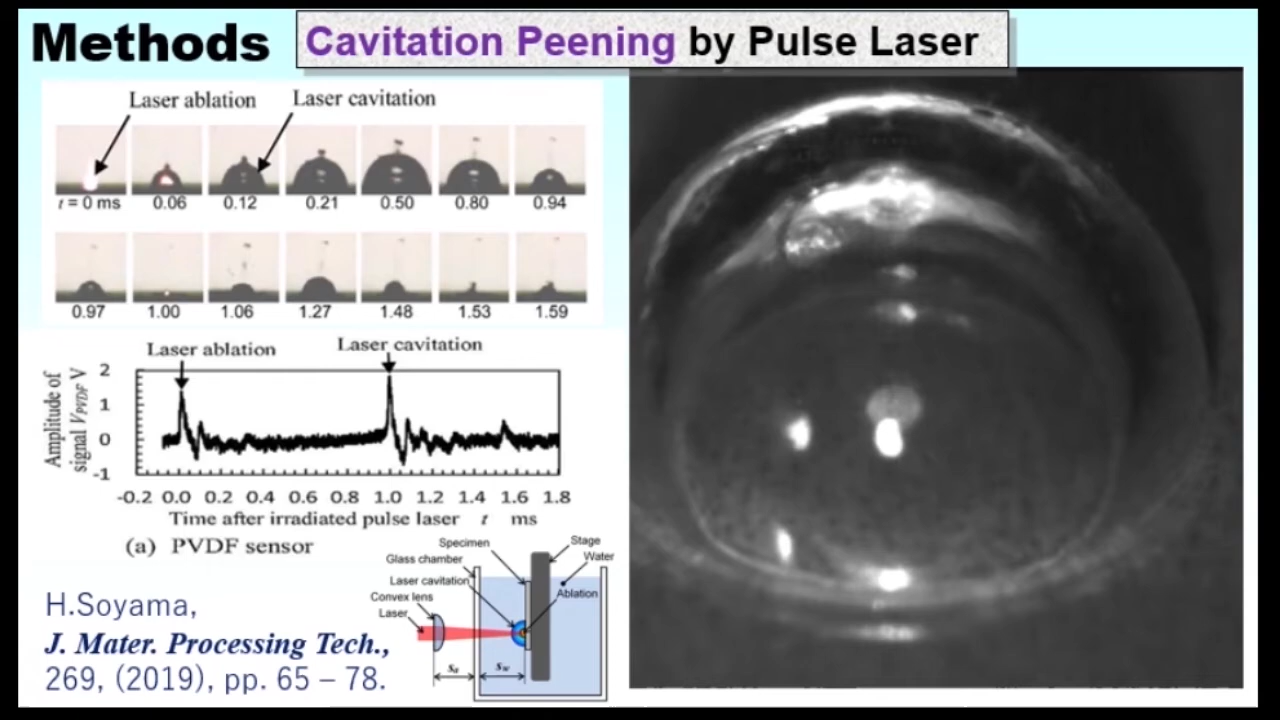 Methods
Cavitation Peening by Pulse Laser
Laser ablation
Laser cavitation
t = 0 ms 0.06 0.12 0.21 0.50 0.80 0.94
0.97 1.00 1.06 1.27 1.48 1.53 1.59
Laser ablation
Laser cavitation
Amplitude of
signal VPVDF V
2
1
0
-1
-0.2 0.0 0.2 0.4 0.6 0.8 1.0 1.2 1.4 1.6 1.8
Time after irradiated pulse laser t ms
(a) PVDF sensor
Specimen
Stage
Glass chamber
Water
Laser cavitation
Ablation
Convex lens
Laser
sa
sw
H.Soyama,
J. Mater. Processing Tech.,
269, (2019), pp. 65 – 78.